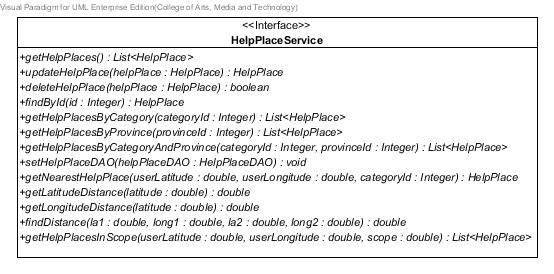 Visual Paradigm for UML Enterprise Edition(College of Arts, Media and Technology)
<<Interface>>
HelpPlaceService
+getHelpPlaces() : List<HelpPlace>
+updateHelpPlace(helpPlace : HelpPlace) : HelpPlace
+deleteHelpPlace(helpPlace : HelpPlace) : boolean
+findById(id : Integer) : HelpPlace
+getHelpPlacesByCategory(categoryId : Integer) : List<HelpPlace>
+getHelpPlacesByProvince(provinceId : Integer) : List<HelpPlace>
+getHelpPlacesByCategoryAndProvince(categoryId : Integer, provinceId : Integer) : List<HelpPlace>
+setHelpPlaceDAO(helpPlaceDAO : HelpPlaceDAO) : void
+getNearestHelpPlace(userLatitude : double, userLongitude : double, categoryId : Integer) : HelpPlace
+getLatitudeDistance(latitude : double) : double
+getLongitudeDistance(latitude : double) : double
+findDistance(la1 : double, long1 : double, la2 : double, long2 : double) : double
+getHelpPlacesInScope(userLatitude : double, userLongitude : double, scope : double) : List<HelpPlace>